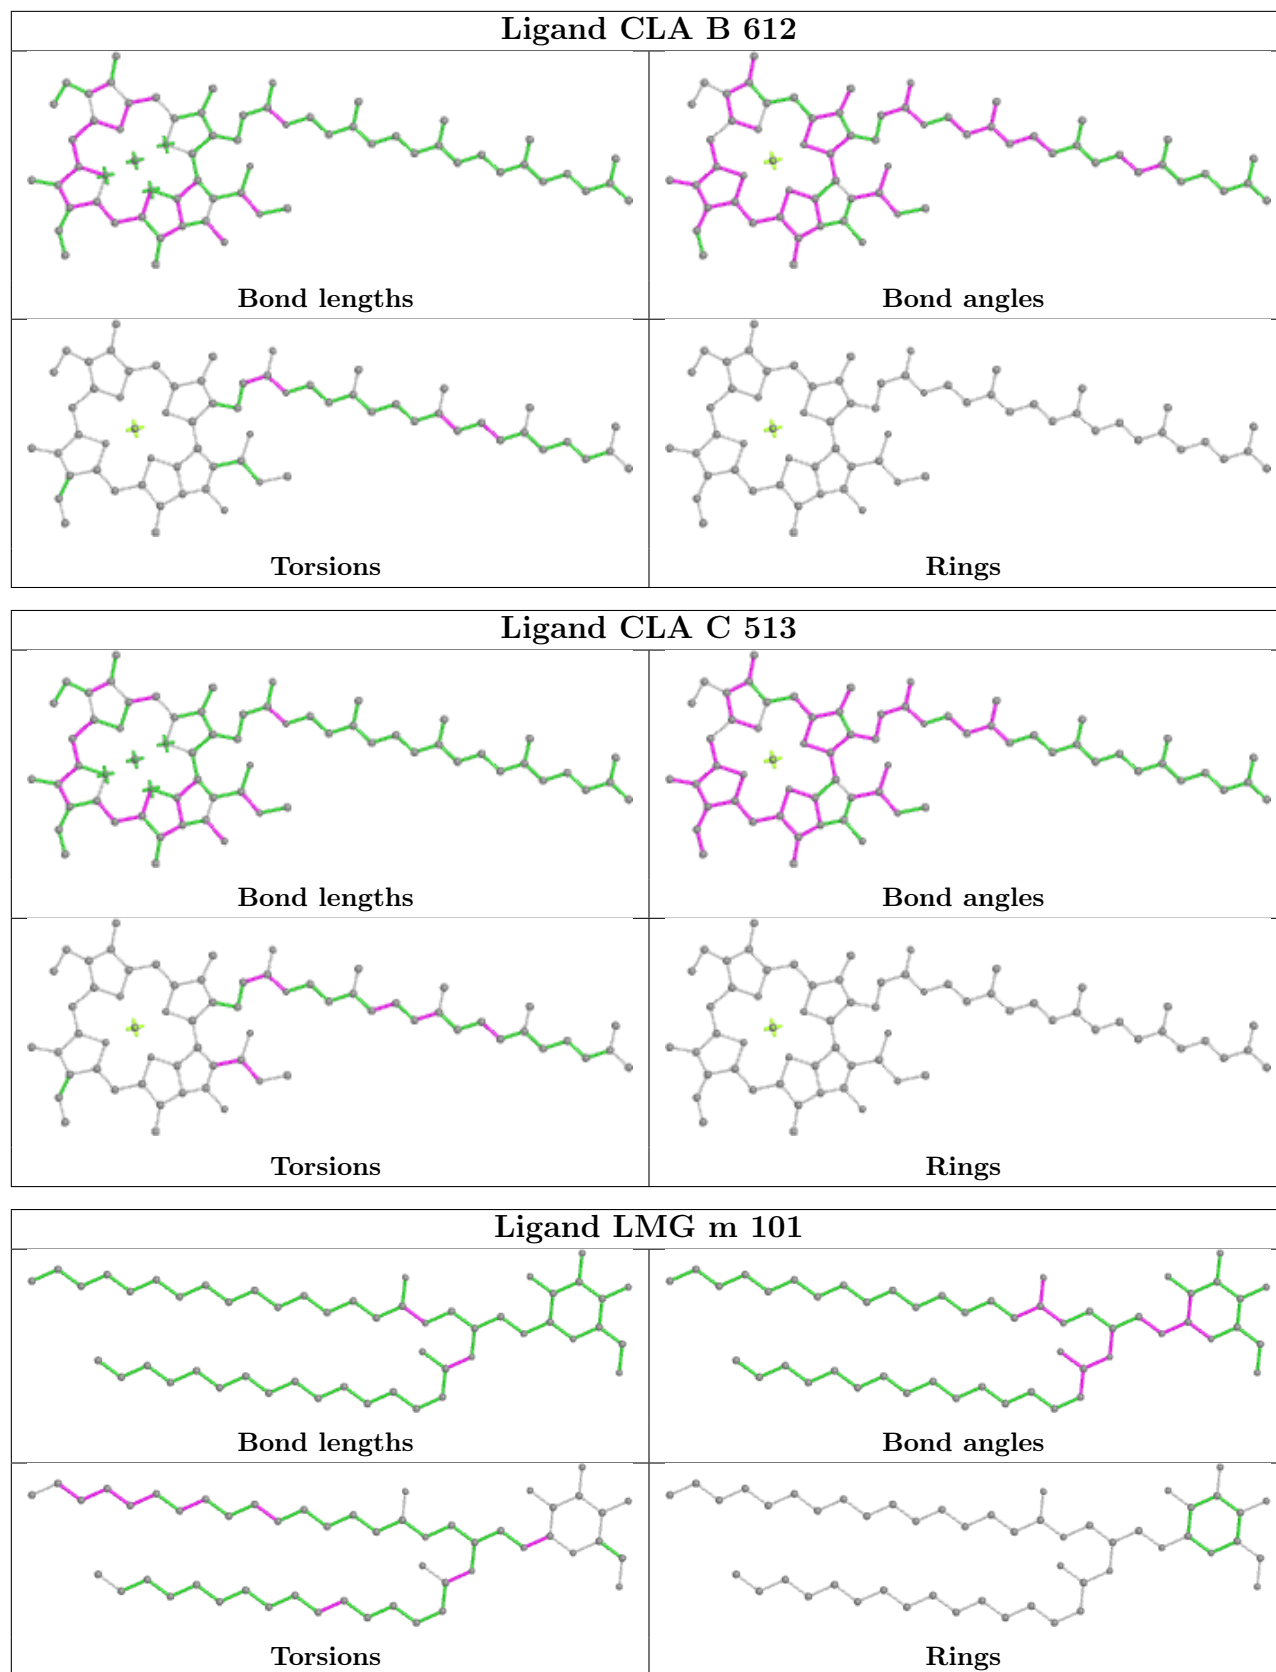 Ligand CLA B 612
Bond lengths
Bond angles
Torsions
Rings
Ligand CLA C 513
Bond lengths
Bond angles
Torsions
Rings
Ligand LMG m 101
Bond lengths
Bond angles
Torsions
Rings